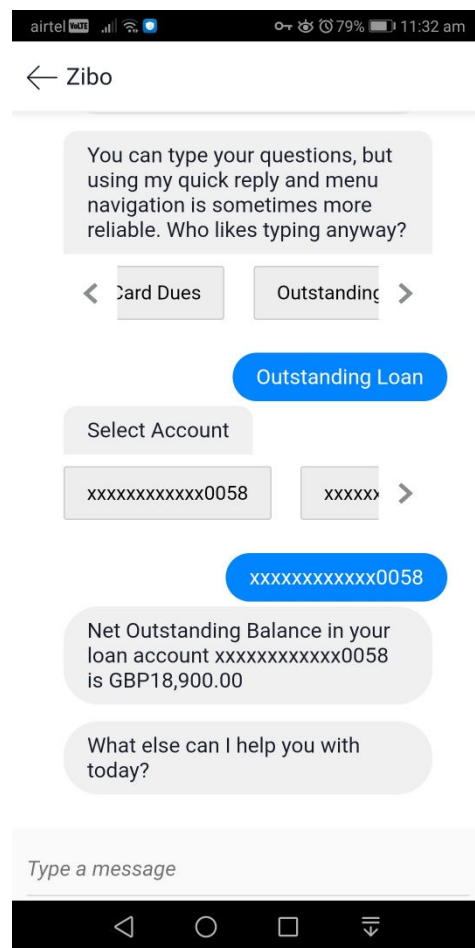 airtel VoLTE 79% 11:32 am
Zibo
You can type your questions, but
using my quick reply and menu
navigation is sometimes more
reliable. Who likes typing anyway?
Card Dues Outstanding
Outstanding Loan
Select Account
xxxxxxxxxxxx0058 xxxxxx
xxxxxxxxxxxx0058
Net Outstanding Balance in your
loan account xxxxxxxxxxxx0058
is GBP18,900.00
What else can I help you with
today?
Type a message